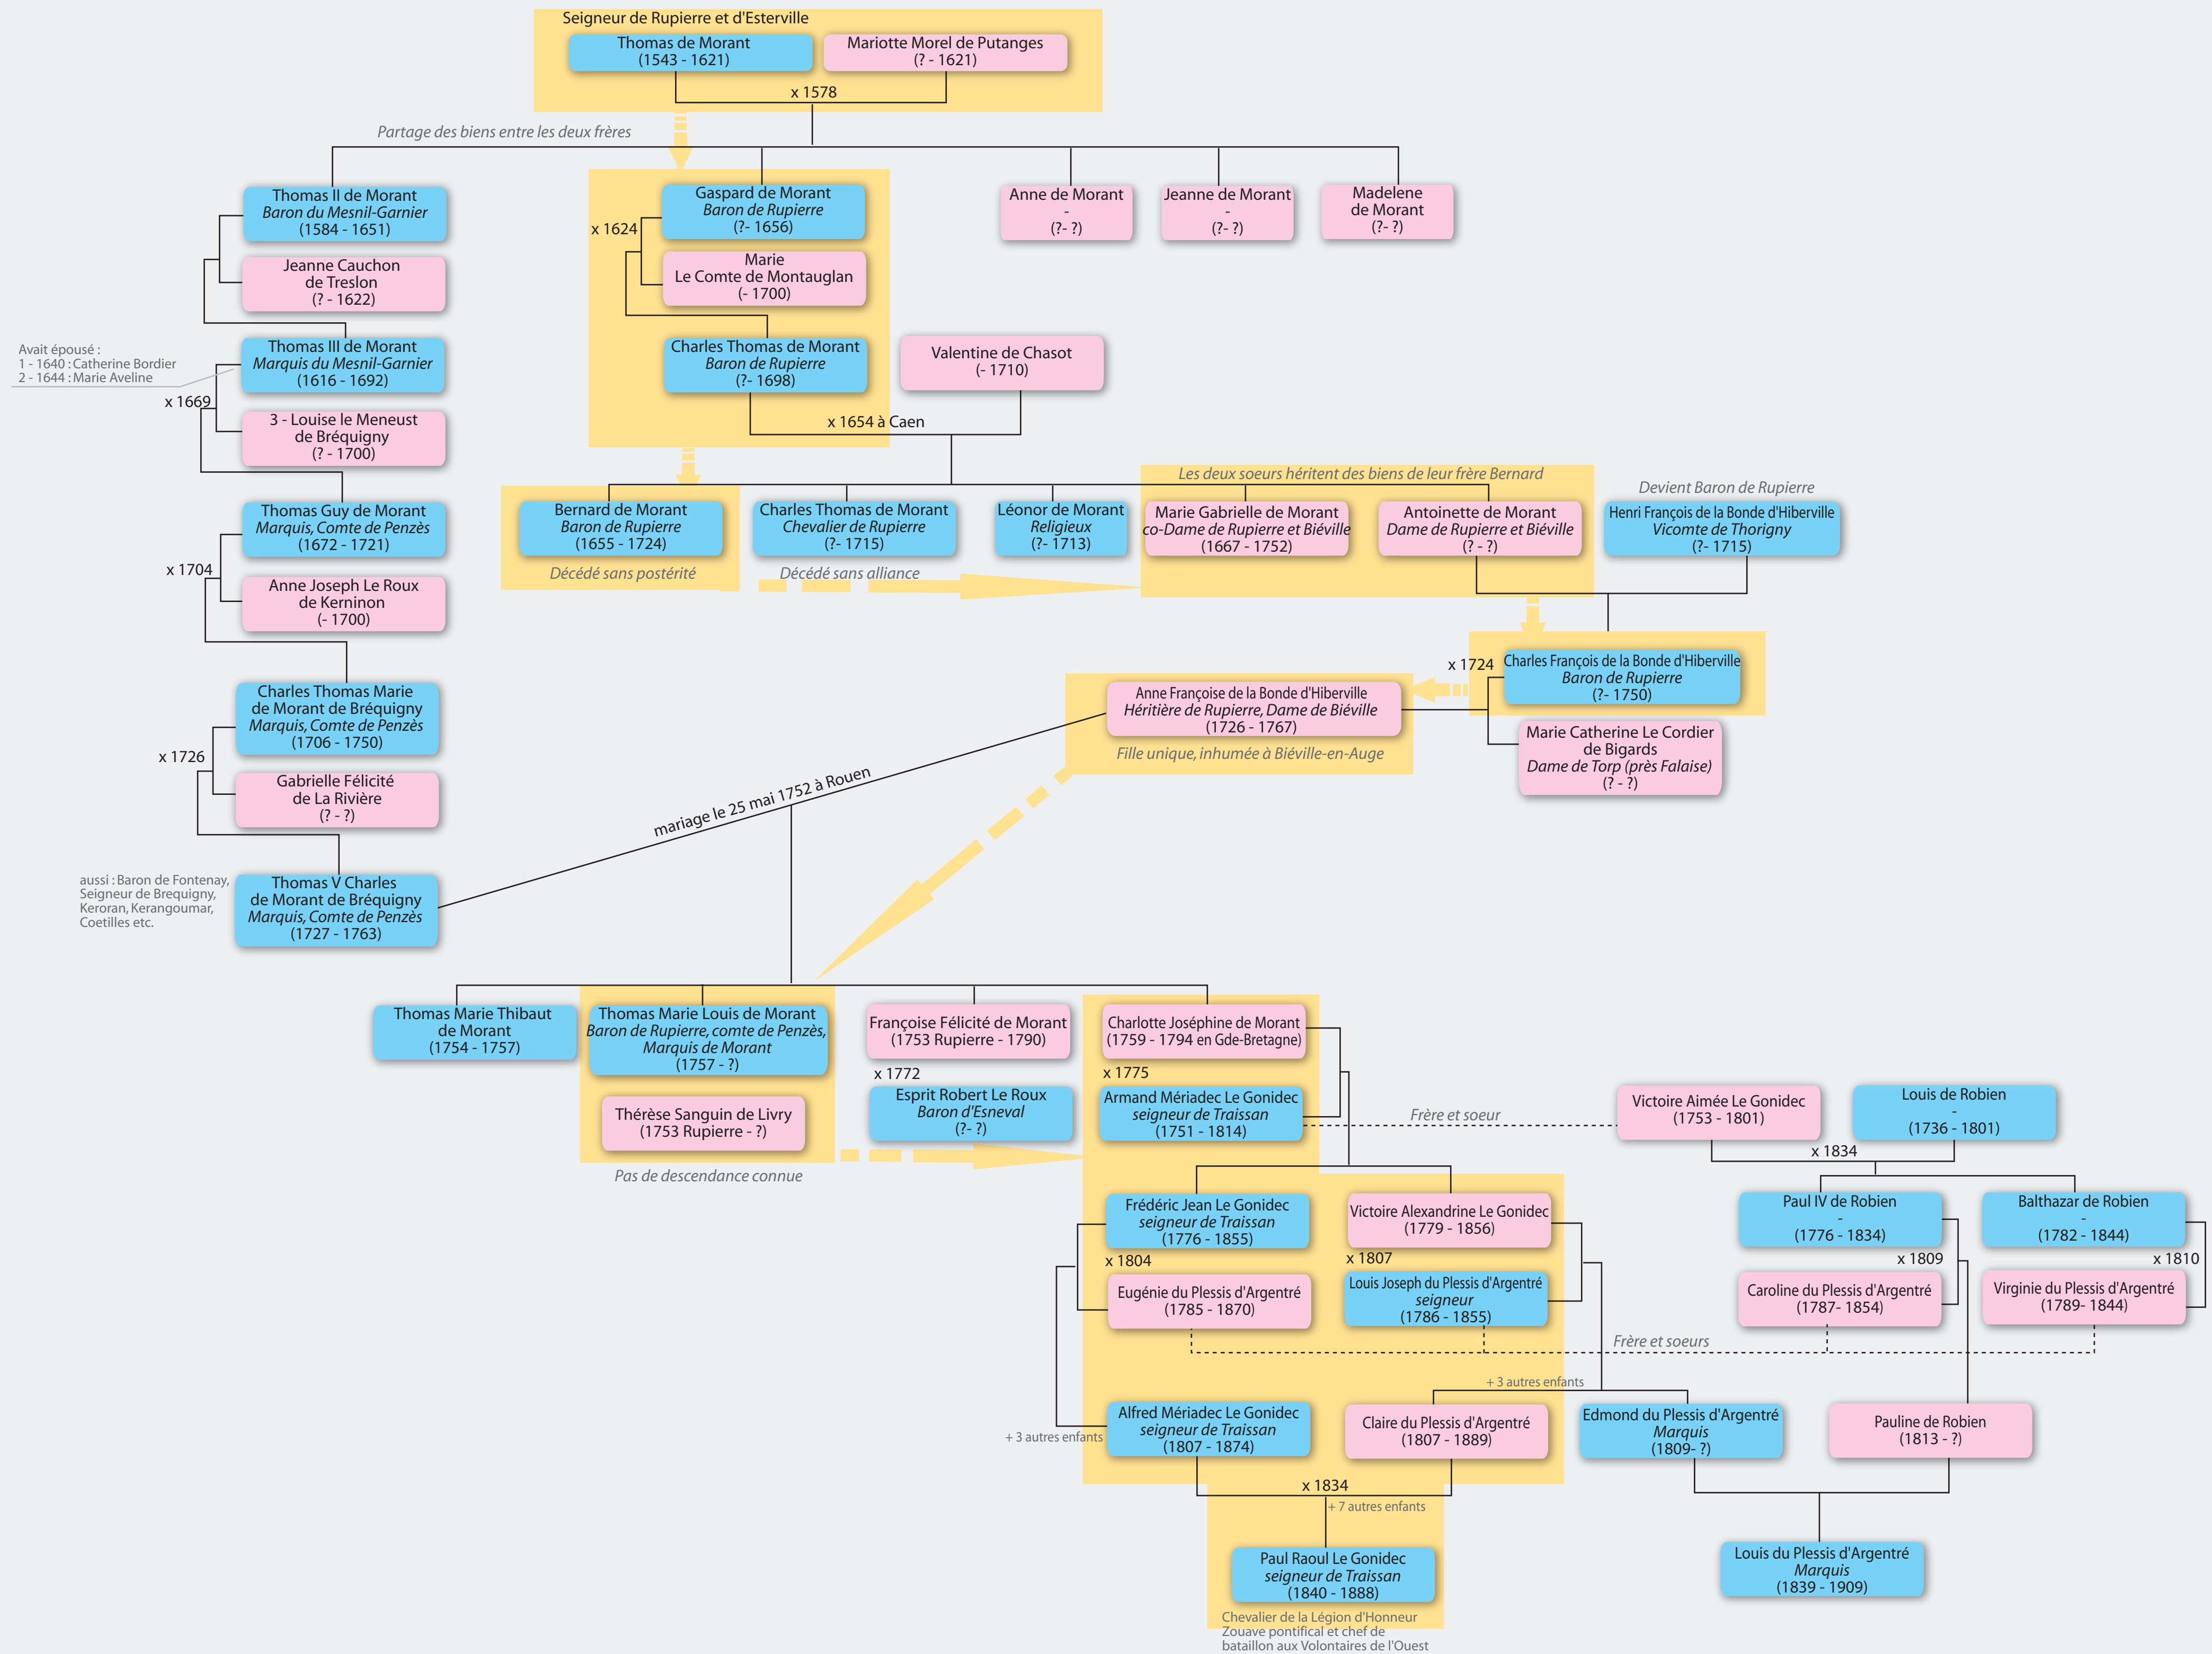 Seigneur de Rupierre et d'Esterville
Thomas de Morant
(1543 - 1621)
Mariotte Morel de Putanges
(? - 1621)
x 1578
Partage des biens entre les deux frères
Thomas II de Morant
Baron du Mesnil-Garnier
(1584 - 1651)
Gaspard de Morant
Baron de Rupierre
(?- 1656)
Anne de Morant
-
(?- ?)
Jeanne de Morant
-
(?- ?)
Madelene
de Morant
(?- ?)
x 1624
Jeanne Cauchon
de Treslon
(? - 1622)
Marie
Le Comte de Montauglan
(- 1700)
Avait épousé :
1 - 1640 : Catherine Bordier
2 - 1644 : Marie Aveline
Thomas III de Morant
Marquis du Mesnil-Garnier
(1616 - 1692)
Charles Thomas de Morant
Baron de Rupierre
(?- 1698)
Valentine de Chasot
(- 1710)
x 1669
3 - Louise le Meneust
de Bréquigny
(? - 1700)
x 1654 à Caen
Les deux soeurs héritent des biens de leur frère Bernard
Devient Baron de Rupierre
Thomas Guy de Morant
Marquis, Comte de Penzès
(1672 - 1721)
Bernard de Morant
Baron de Rupierre
(1655 - 1724)
Charles Thomas de Morant
Chevalier de Rupierre
(?- 1715)
Léonor de Morant
Religieux
(?- 1713)
Marie Gabrielle de Morant
co-Dame de Rupierre et Biéville
(1667 - 1752)
Antoinette de Morant
Dame de Rupierre et Biéville
(? - ?)
Henri François de la Bonde d'Hiberville
Vicomte de Thorigny
(?- 1715)
Décédé sans postérité
Décédé sans alliance
x 1704
Anne Joseph Le Roux
de Kerninon
(- 1700)
x 1724
Charles François de la Bonde d'Hiberville
Baron de Rupierre
(?- 1750)
Anne Françoise de la Bonde d'Hiberville
Héritière de Rupierre, Dame de Biéville
(1726 - 1767)
Fille unique, inhumée à Biéville-en-Auge
Marie Catherine Le Cordier
de Bigards
Dame de Torp (près Falaise)
(? - ?)
Charles Thomas Marie
de Morant de Bréquigny
Marquis, Comte de Penzès
(1706 - 1750)
x 1726
Gabrielle Félicité
de La Rivière
(? - ?)
mariage le 25 mai 1752 à Rouen
aussi : Baron de Fontenay,
Seigneur de Brequigny,
Keroran, Kerangoumar,
Coetilles etc.
Thomas V Charles
de Morant de Bréquigny
Marquis, Comte de Penzès
(1727 - 1763)
Thomas Marie Thibaut
de Morant
(1754 - 1757)
Thomas Marie Louis de Morant
Baron de Rupierre, comte de Penzès,
Marquis de Morant
(1757 - ?)
Françoise Félicité de Morant
(1753 Rupierre - 1790)
Charlotte Joséphine de Morant
(1759 - 1794 en Gde-Bretagne)
x 1772
x 1775
Thérèse Sanguin de Livry
(1753 Rupierre - ?)
Esprit Robert Le Roux
Baron d'Esneval
(?- ?)
Armand Mériadec Le Gonidec
seigneur de Traissan
(1751 - 1814)
Frère et soeur
Victoire Aimée Le Gonidec
(1753 - 1801)
Louis de Robien
-
(1736 - 1801)
x 1834
Pas de descendance connue
Frédéric Jean Le Gonidec
seigneur de Traissan
(1776 - 1855)
Victoire Alexandrine Le Gonidec
(1779 - 1856)
Paul IV de Robien
-
(1776 - 1834)
Balthazar de Robien
-
(1782 - 1844)
x 1804
x 1807
x 1809
x 1810
Eugénie du Plessis d'Argentré
(1785 - 1870)
Louis Joseph du Plessis d'Argentré
seigneur
(1786 - 1855)
Caroline du Plessis d'Argentré
(1787- 1854)
Virginie du Plessis d'Argentré
(1789- 1844)
Frère et soeurs
+ 3 autres enfants
+ 3 autres enfants
Alfred Mériadec Le Gonidec
seigneur de Traissan
(1807 - 1874)
Claire du Plessis d'Argentré
(1807 - 1889)
Edmond du Plessis d'Argentré
Marquis
(1809- ?)
Pauline de Robien
(1813 - ?)
x 1834
+ 7 autres enfants
Paul Raoul Le Gonidec
seigneur de Traissan
(1840 - 1888)
Louis du Plessis d'Argentré
Marquis
(1839 - 1909)
Chevalier de la Légion d'Honneur
Zouave pontifical et chef de
bataillon aux Volontaires de l'Ouest